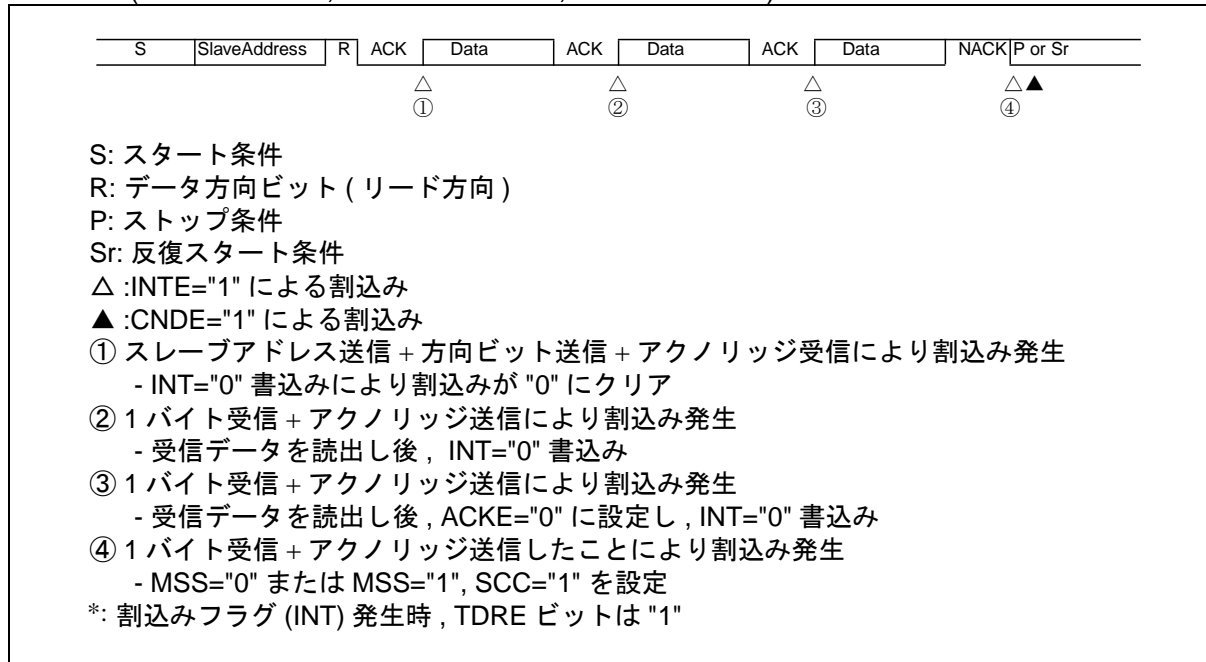 S SlaveAddress R ACK Data ACK Data ACK Data NACK P or Sr
△ △ △ △▲
① ② ③ ④
S: スタート条件
R: データ方向ビット ( リード方向 )
P: ストップ条件
Sr: 反復スタート条件
△ :INTE="1" による割込み
▲ :CNDE="1" による割込み
① スレーブアドレス送信 + 方向ビット送信 + アクノリッジ受信により割込み発生
- INT="0" 書込みにより割込みが "0" にクリア
② 1 バイト受信 + アクノリッジ送信により割込み発生
- 受信データを読出し後 , INT="0" 書込み
③ 1 バイト受信 + アクノリッジ送信により割込み発生
- 受信データを読出し後 , ACKE="0" に設定し , INT="0" 書込み
④ 1 バイト受信 + アクノリッジ送信したことにより割込み発生
- MSS="0" または MSS="1", SCC="1" を設定
*: 割込みフラグ (INT) 発生時 , TDRE ビットは "1"